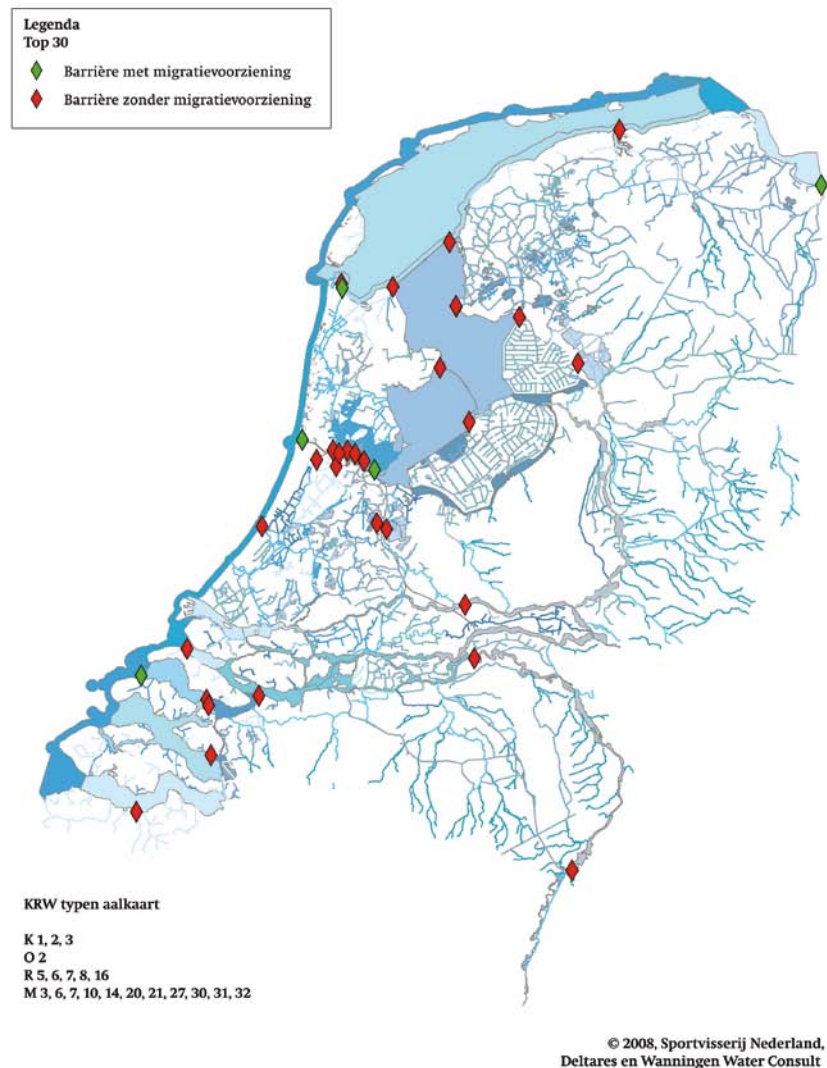 Legenda
Top 30
Barrière met migratievoorziening
Barrière zonder migratievoorziening
KRW typen aalkaart
K 1, 2, 3
O 2
R 5, 6, 7, 8, 16
M 3, 6, 7, 10, 14, 20, 21, 27, 30, 31, 32
© 2008, Sportvisserij Nederland,
Deltares en Wanningen Water Consult